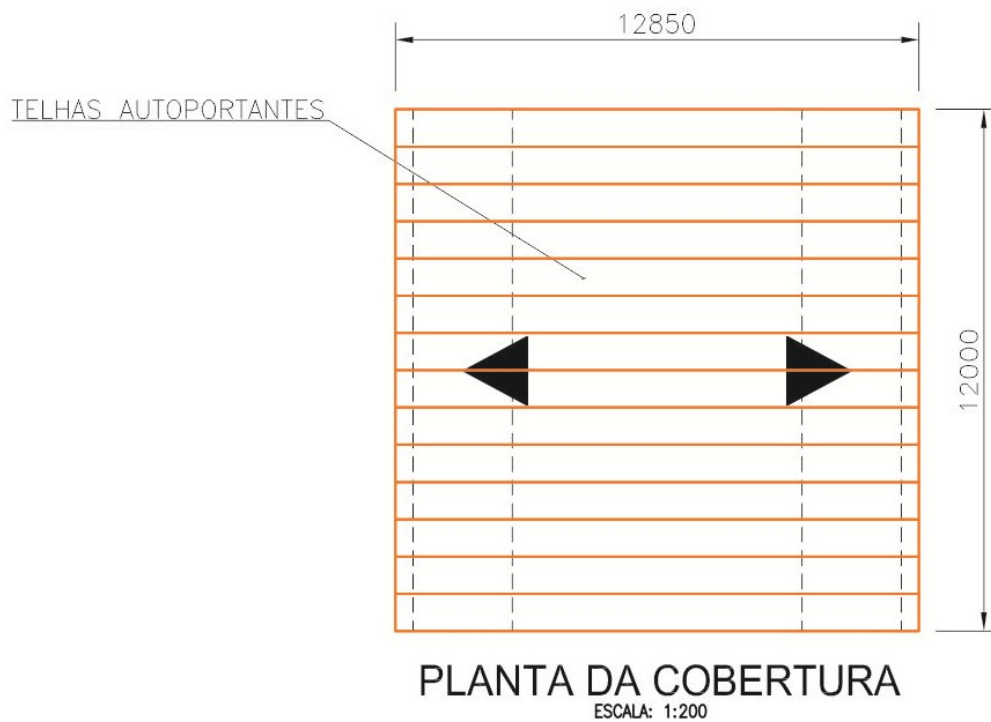 12850
TELHAS AUTOPORTANTES
12000
PLANTA DA COBERTURA
ESCALA: 1:200